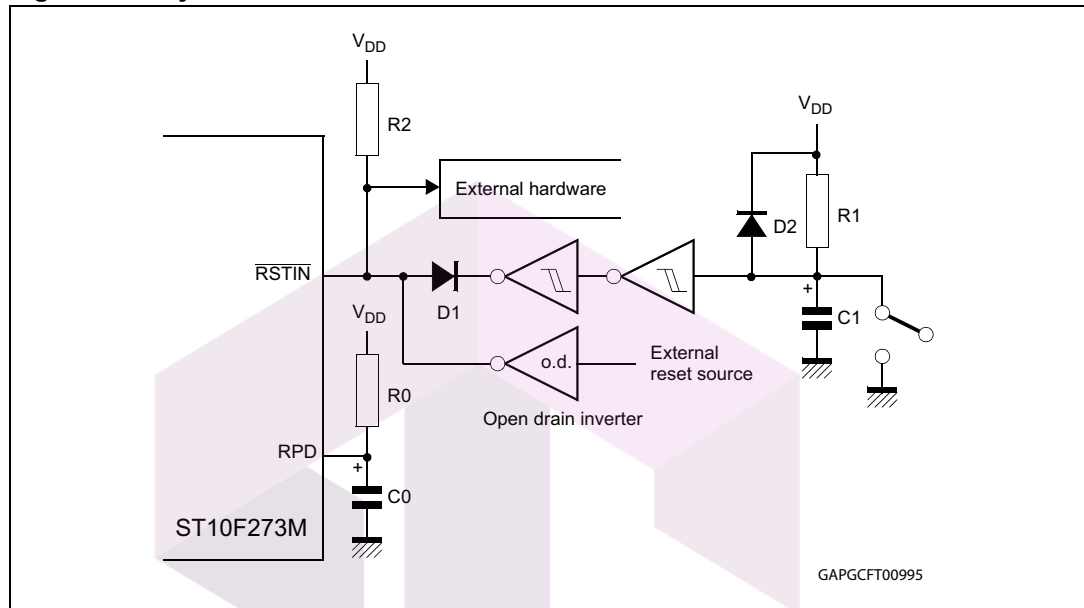 VDD
R2
VDD
External hardware
R1
D2
RSTIN
D1
C1
VDD
o.d.
External
reset source
R0
Open drain inverter
RPD
+
+
C0
ST10F273M
GAPGCFT00995